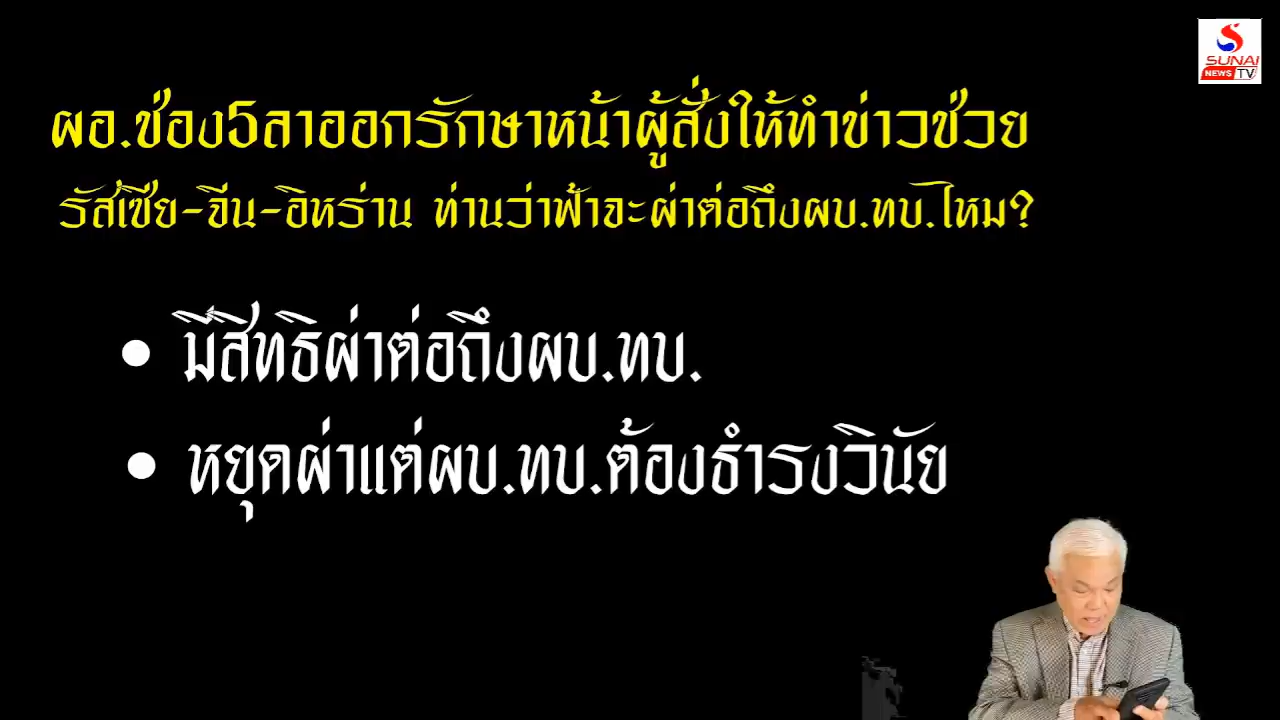 SUNAI
NEWS TV
ผอ.ช่อง5ลาออกรักษาหน้าผู้สั่งให้ทำข่าวช่วย
รัสเซีย-จีน-อิหร่าน ท่านว่าฟ้าจะผ่าต่อถึงผบ.ทบ.ไหม?
• มีสิทธิผ่าต่อถึงผบ.ทบ.
• หยุดผ่าแต่ผบ.ทบ.ต้องธำรงวินัย